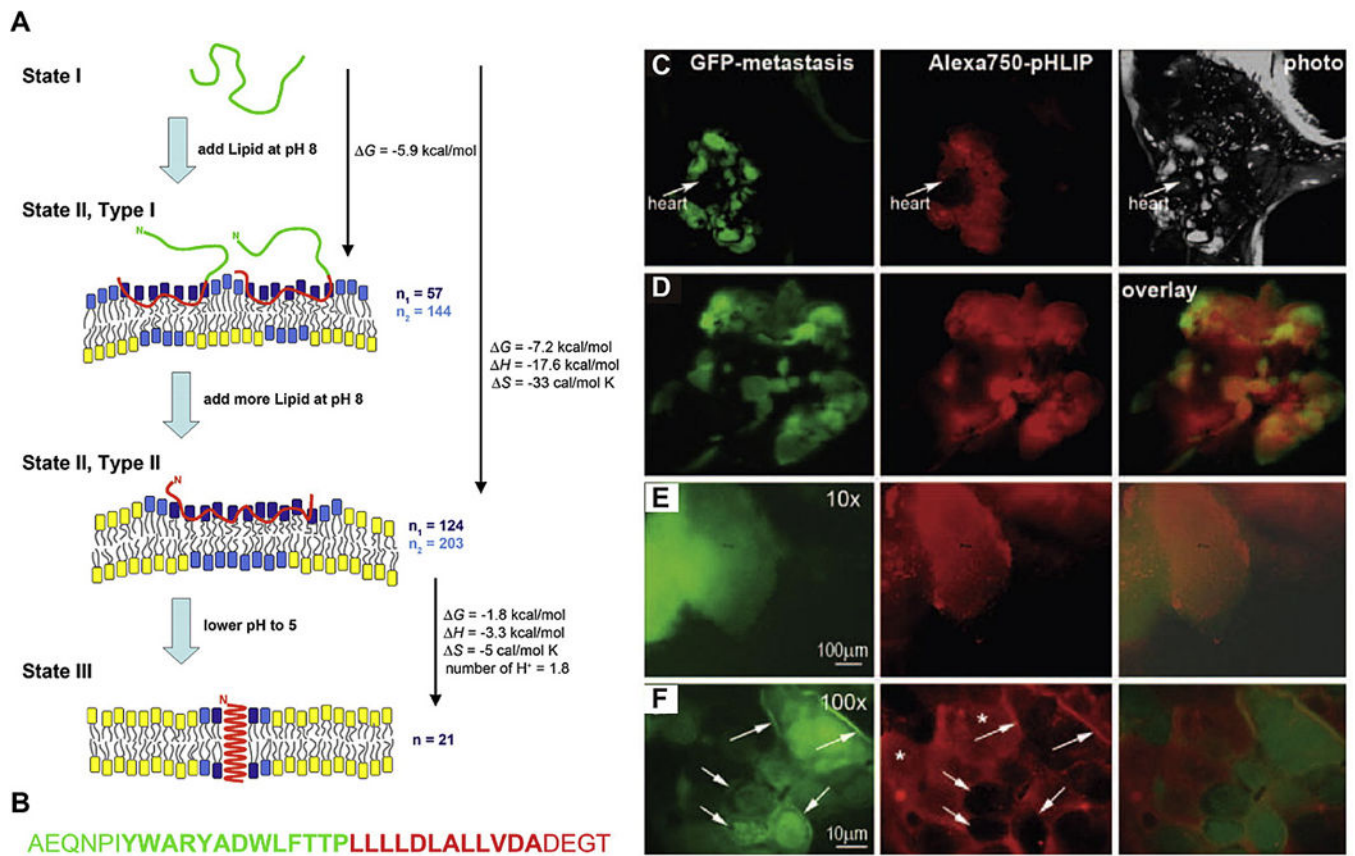 A
State I
add Lipid at pH 8
ΔG = -5.9 kcal/mol
State II, Type I
N
N
n₁ = 57
n₂ = 144
ΔG = -7.2 kcal/mol
ΔH = -17.6 kcal/mol
ΔS = -33 cal/mol K
add more Lipid at pH 8
State II, Type II
N
n₁ = 124
n₂ = 203
lower pH to 5
ΔG = -1.8 kcal/mol
ΔH = -3.3 kcal/mol
ΔS = -5 cal/mol K
number of H⁺ = 1.8
State III
N
n = 21
B
AEQNPIYWARYADWLFTTPLLLLDLALLVDADEGT
C
GFP-metastasis
Alexa750-pHLIP
photo
heart
heart
heart
D
overlay
E
10x
100μm
F
100x
*
*
10μm